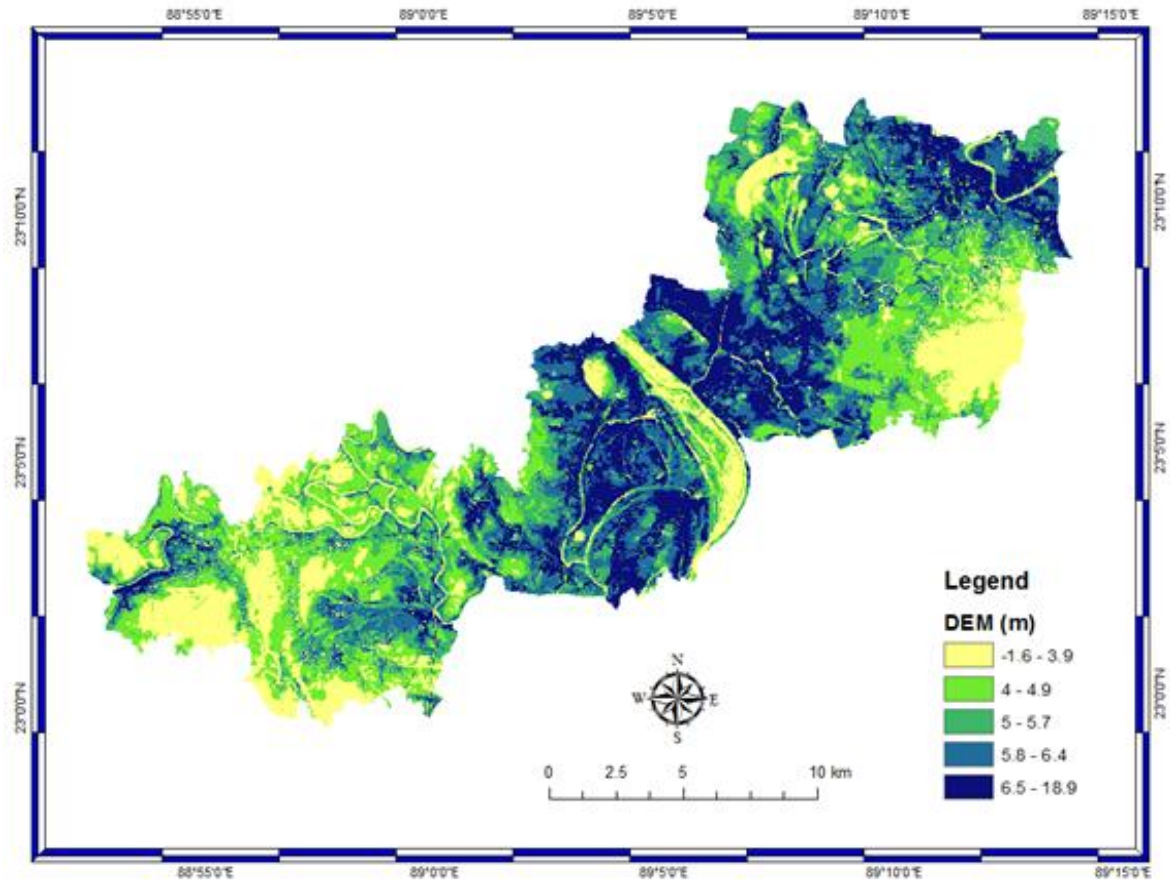 88°55'0"E 89°0'0"E 89°5'0"E 89°10'0"E 89°15'0"E
23°10'0"N 23°10'0"N
23°5'0"N 23°5'0"N
23°0'0"N 23°0'0"N
Legend
DEM (m)
-1.6 - 3.9
4 - 4.9
5 - 5.7
5.8 - 6.4
6.5 - 18.9
N
W E
S
0 2.5 5 10 km
88°55'0"E 89°0'0"E 89°5'0"E 89°10'0"E 89°15'0"E